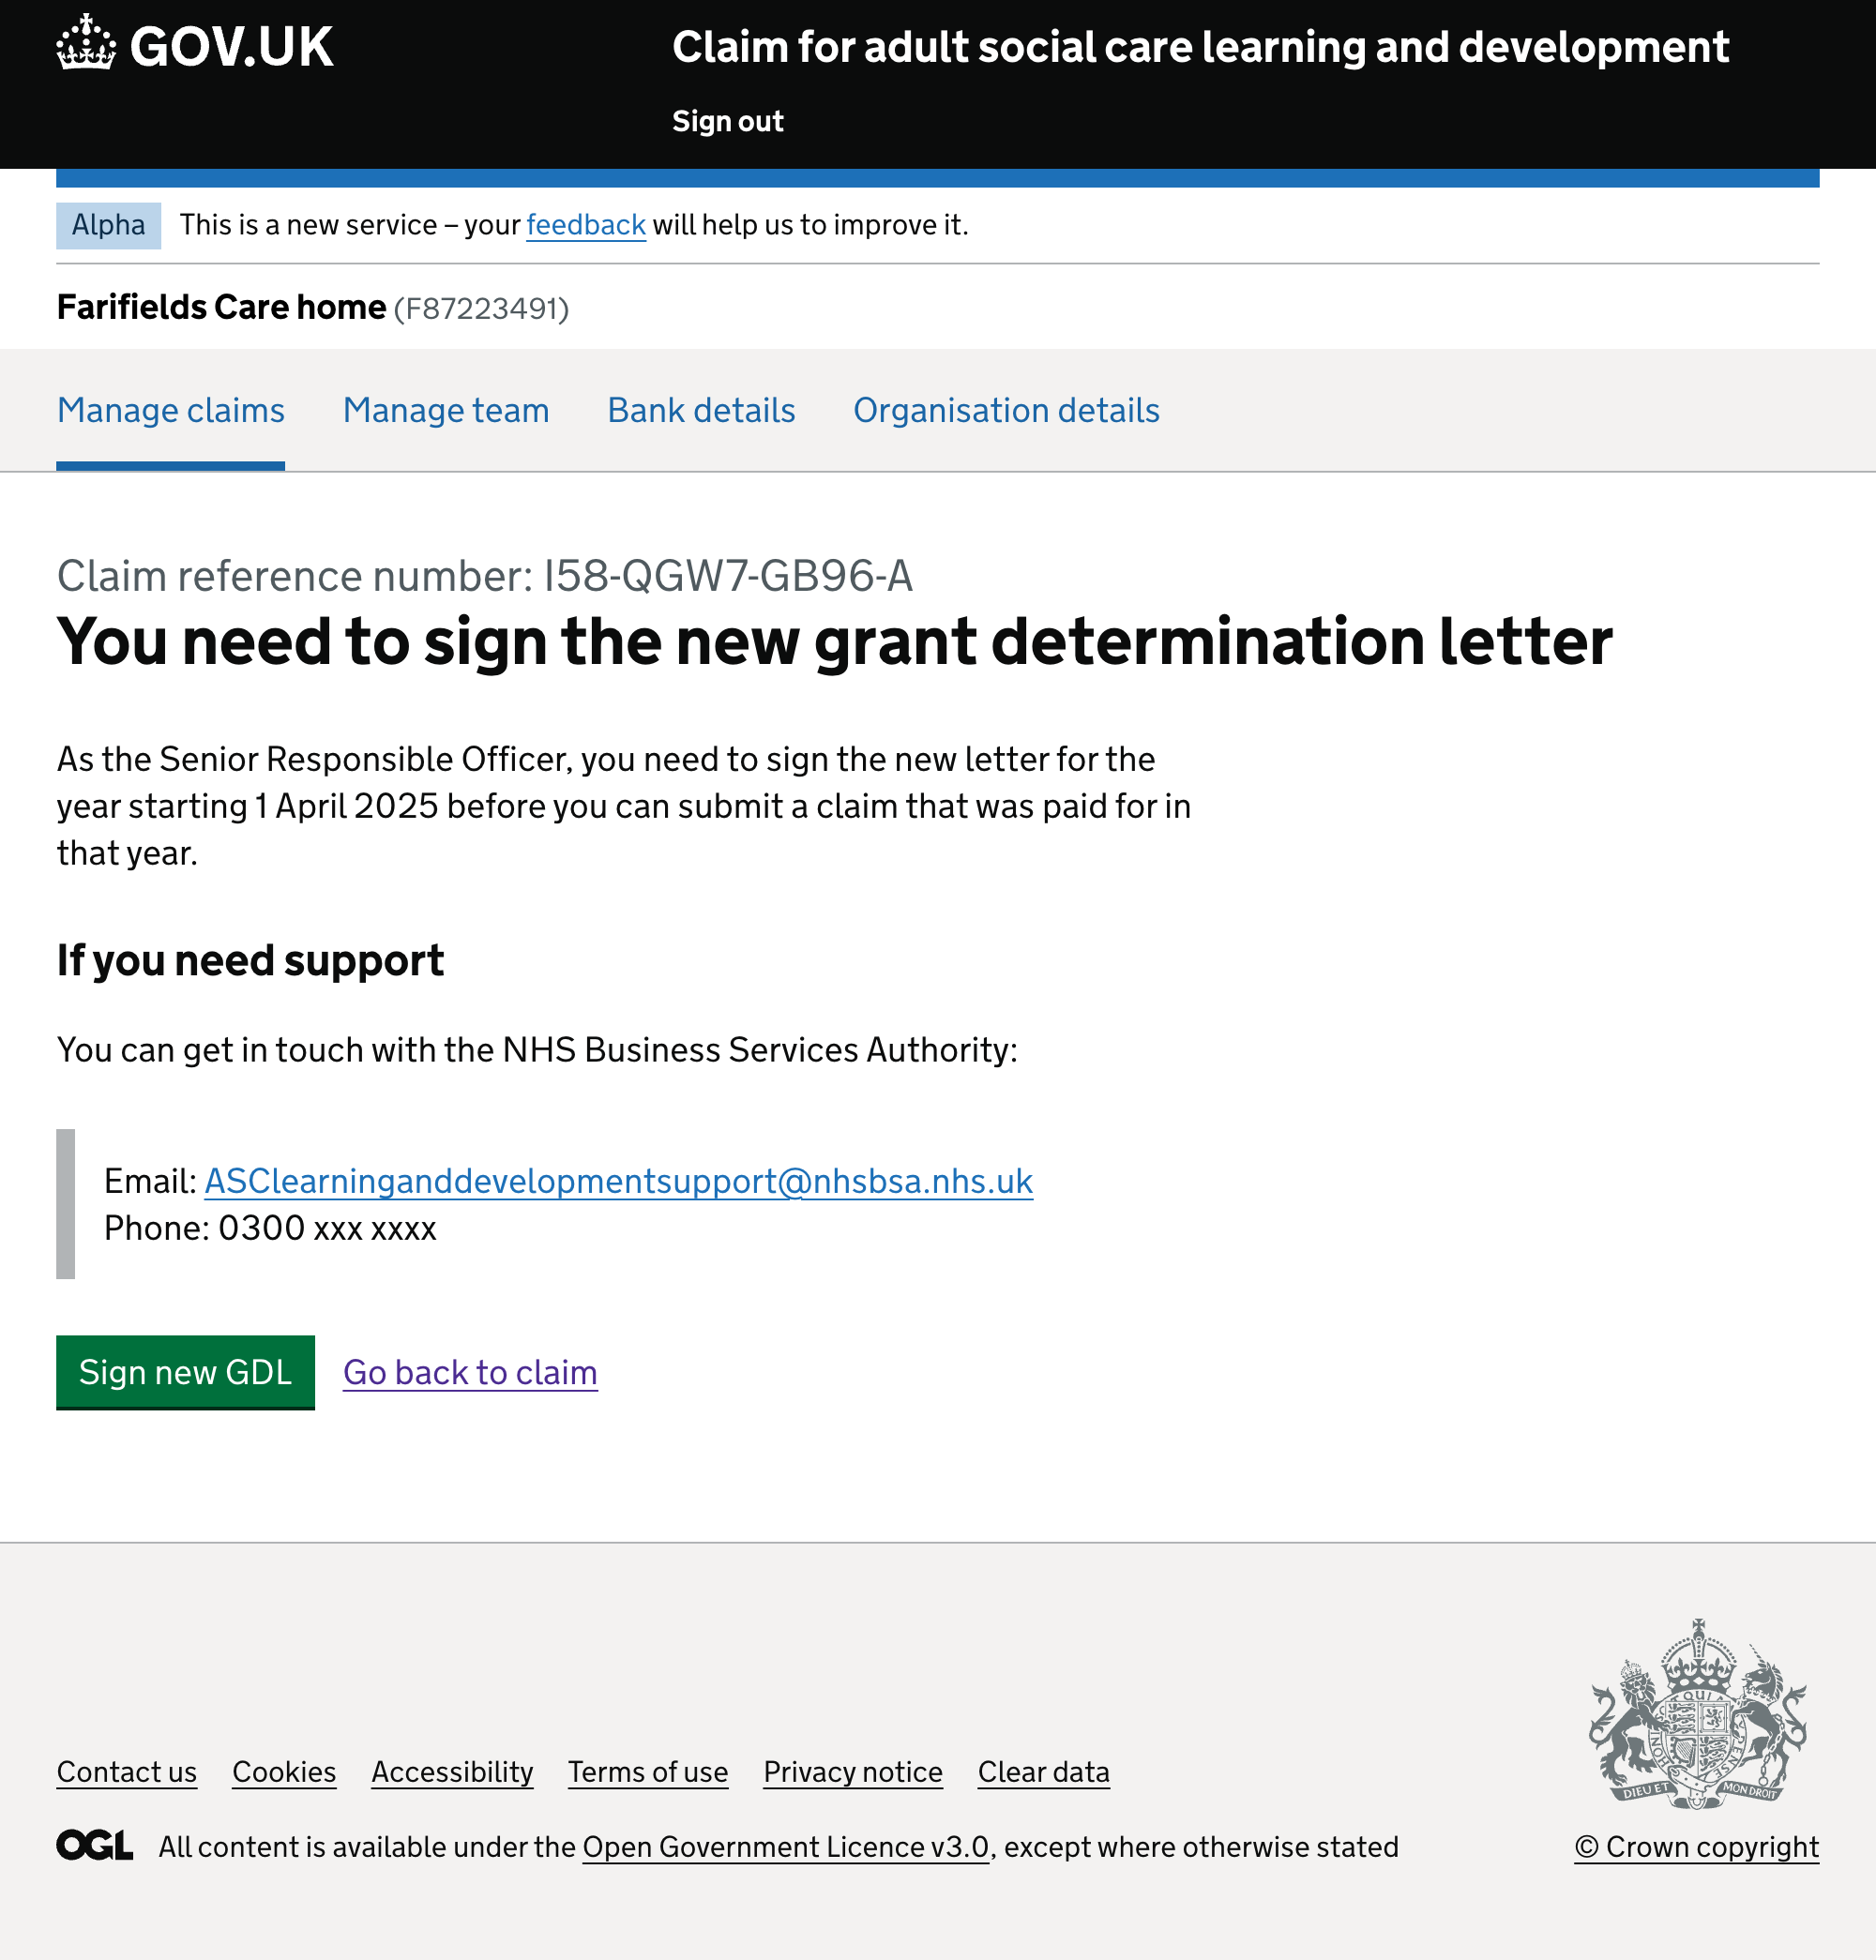 GOV.UK
Claim for adult social care learning and development
Sign out
Alpha
This is a new service – your feedback will help us to improve it.
Farifields Care home (F87223491)
Manage claims
Manage team
Bank details
Organisation details
Claim reference number: I58-QGW7-GB96-A
You need to sign the new grant determination letter
As the Senior Responsible Officer, you need to sign the new letter for the
year starting 1 April 2025 before you can submit a claim that was paid for in
that year.
If you need support
You can get in touch with the NHS Business Services Authority:
Email: ASClearninganddevelopmentsupport@nhsbsa.nhs.uk
Phone: 0300 xxx xxxx
Sign new GDL
Go back to claim
DIEU ET MON DROIT
Contact us
Cookies
Accessibility
Terms of use
Privacy notice
Clear data
OGL
All content is available under the Open Government Licence v3.0, except where otherwise stated
© Crown copyright